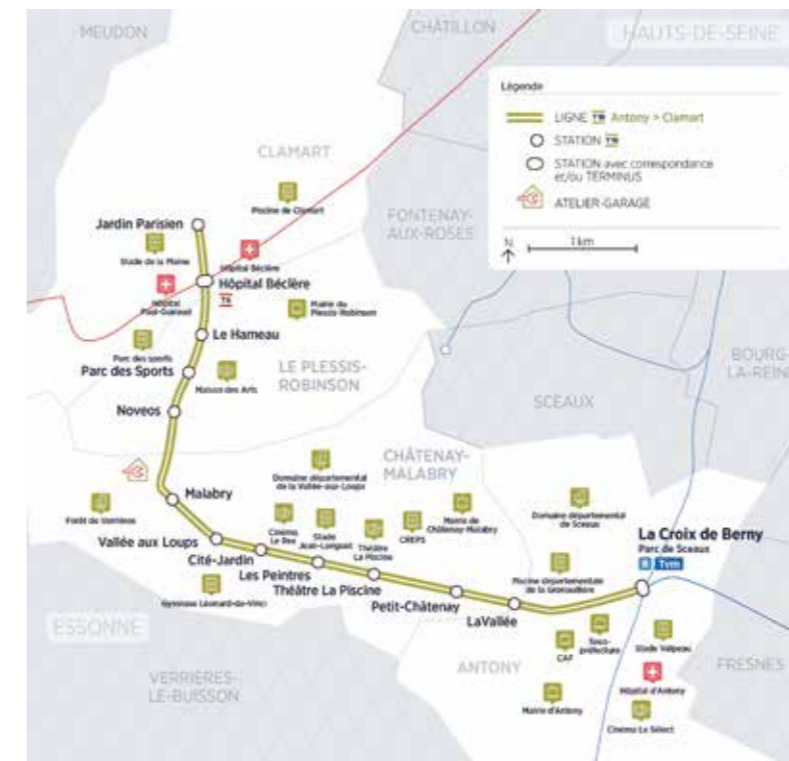 MEUDON
CHÂTILLON
HAUTS-DE-SEINE
Légende
LIGNE T10 Antony > Clamart
STATION T10
STATION avec correspondance
et/ou TERMINUS
ATELIER-GARAGE
N
1 km
CLAMART
Piscine de Clamart
FONTENAY-
AUX-ROSES
Jardin Parisien
Stade de la Plaine
Hôpital Béclère
Hôpital Béclère
T6
Hôpital
Paul-Guiraud
Mairie du
Plessis-Robinson
Le Hameau
Parc des sports
Parc des Sports
Maison des Arts
LE PLESSIS-
ROBINSON
BOURG-
LA-REINE
Noveos
SCEAUX
CHÂTENAY-
MALABRY
Domaine départemental
de la Vallée-aux-Loups
Malabry
Forêt de Verrières
Cinéma
Le Rex
Stade
Jean-Longuet
Théâtre
La Piscine
CREPS
Mairie de
Châtenay-Malabry
Domaine départemental
de Sceaux
Vallée aux Loups
Cité-Jardin
Les Peintres
Théâtre La Piscine
Petit-Châtenay
LaVallée
La Croix de Berny
Parc de Sceaux
B Tvm
Piscine départementale
de la Grenouillère
Gymnase Léonard-de-Vinci
ESSONNE
VERRIÈRES-
LE-BUISSON
ANTONY
CAF
Sous-
préfecture
Stade Velpeau
FRESNES
Hôpital d'Antony
Mairie d'Antony
Cinéma Le Sélect